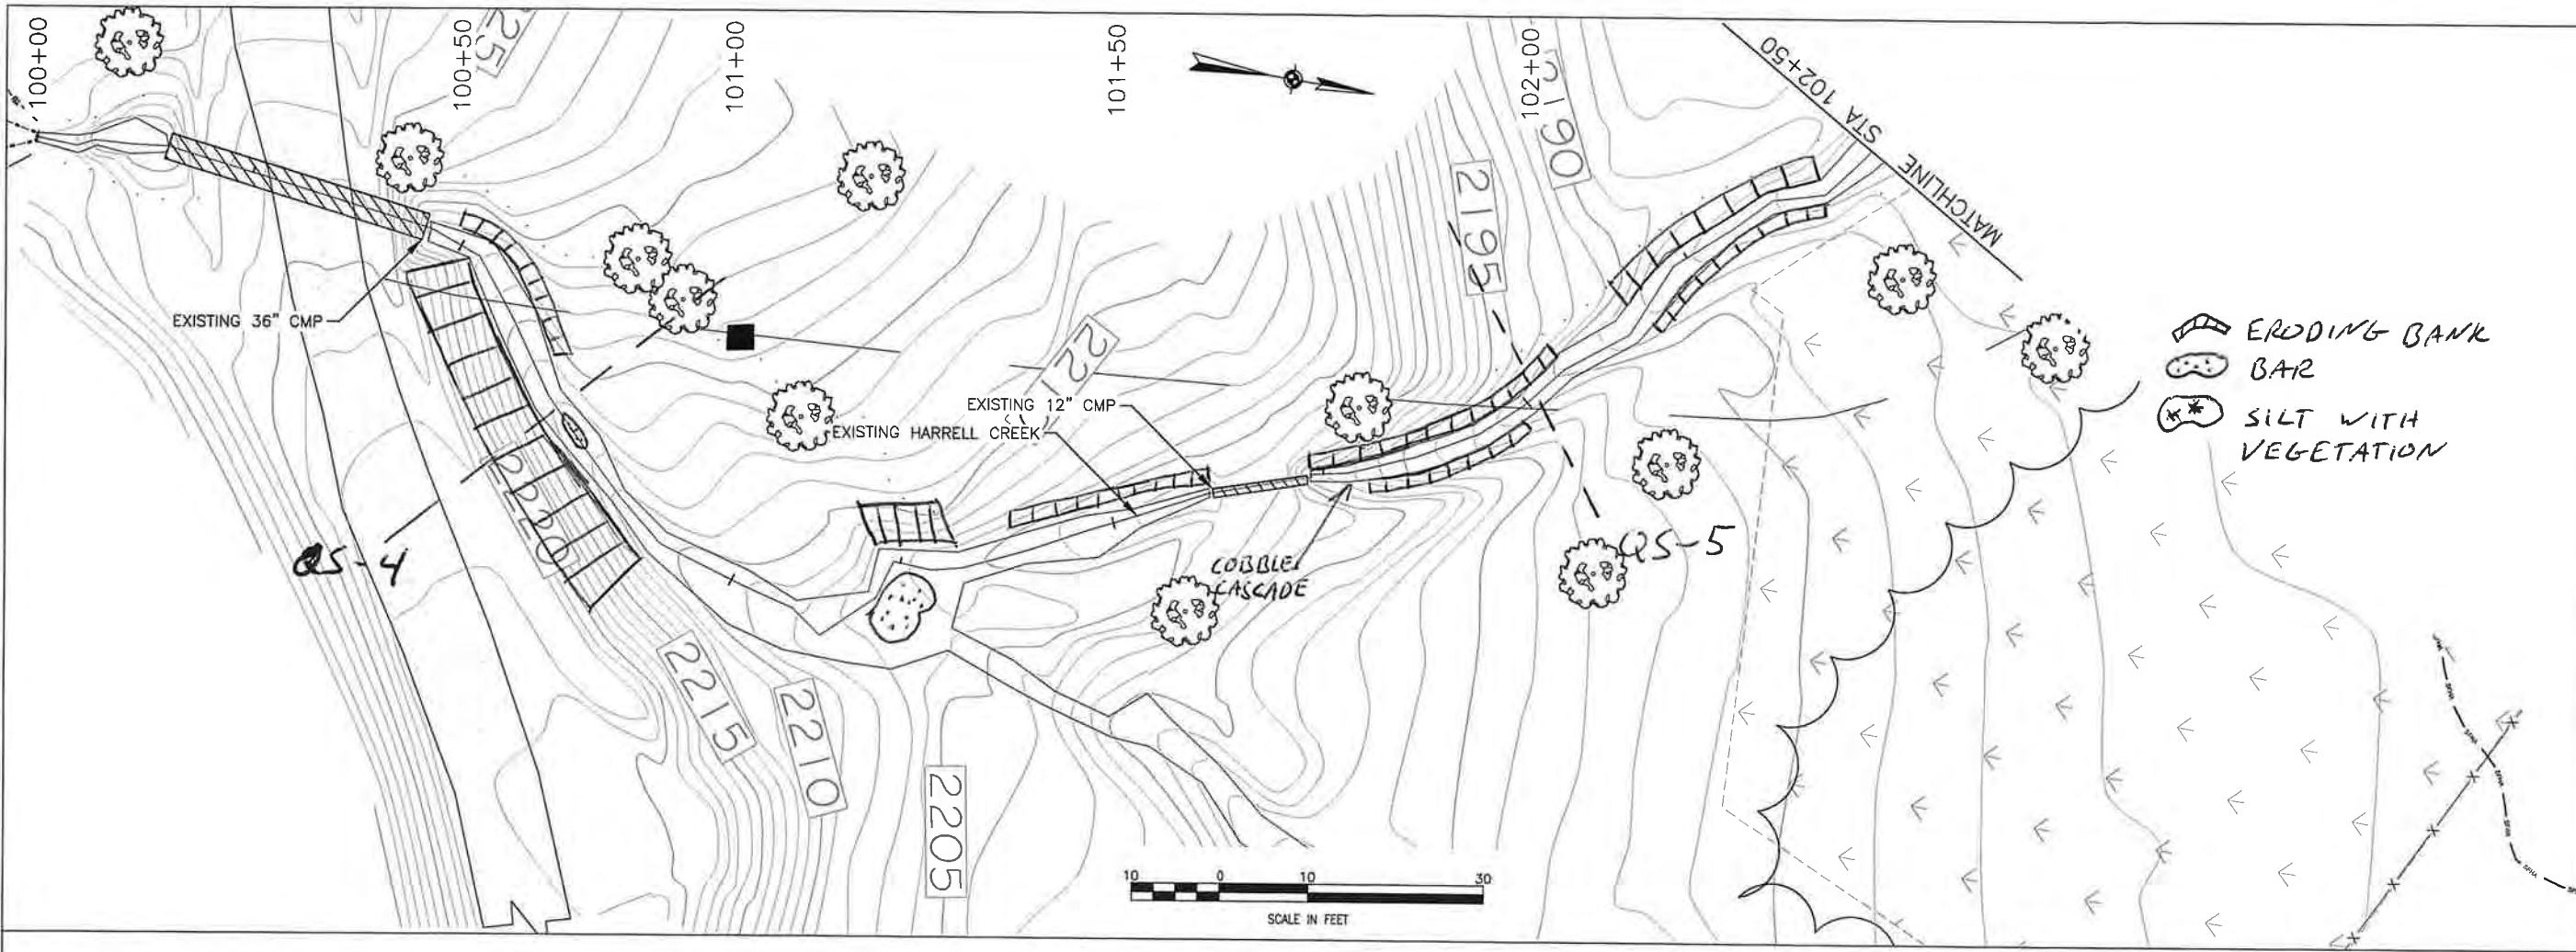 100+00
100+50
101+00
101+50
102+00
2190
2195
MATCHLINE STA 102+50
EXISTING 36" CMP
EXISTING 12" CMP
EXISTING HARRELL CREEK
ERODING BANK
BAR
SILT WITH
VEGETATION
QS-4
2220
QS-5
COBBLE
CASCADE
2215
2210
2205
10 0 10 30
SCALE IN FEET